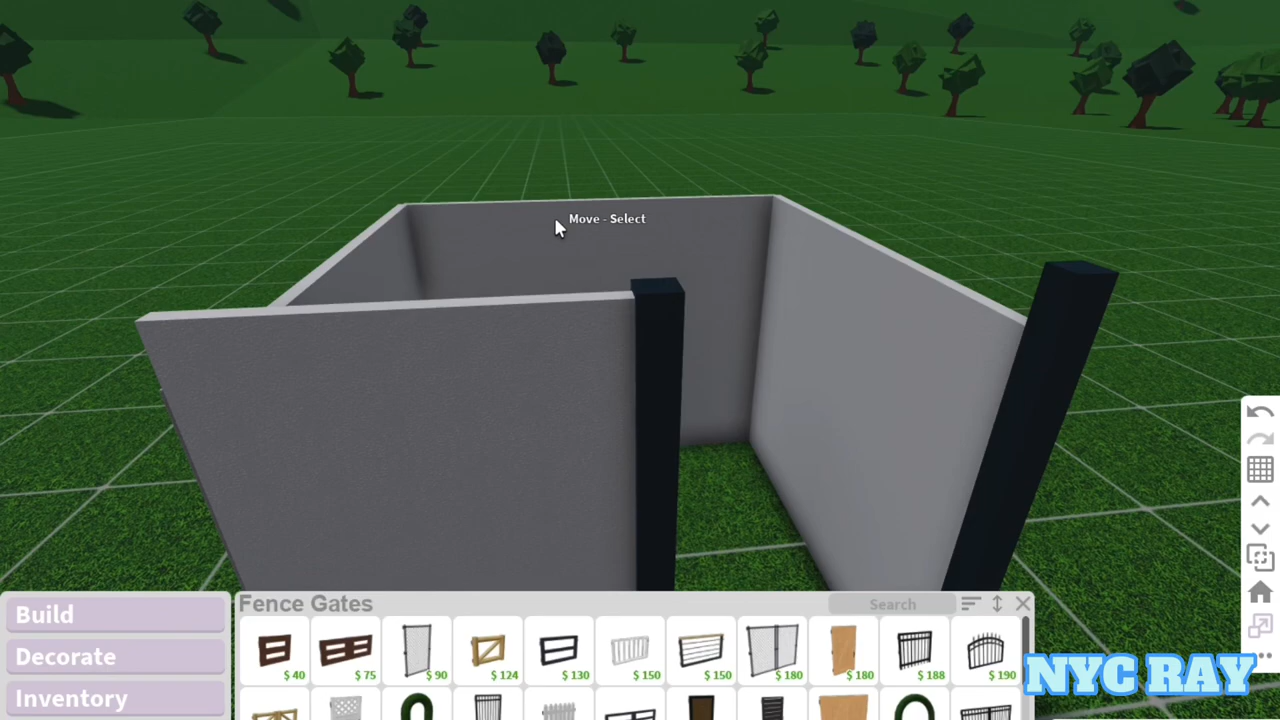 Move - Select
Build
Decorate
Inventory
Fence Gates
Search
$ 40
$ 75
$ 90
$ 124
$ 130
$ 150
$ 150
$ 180
$ 180
$ 188
$ 190
NYC RAY